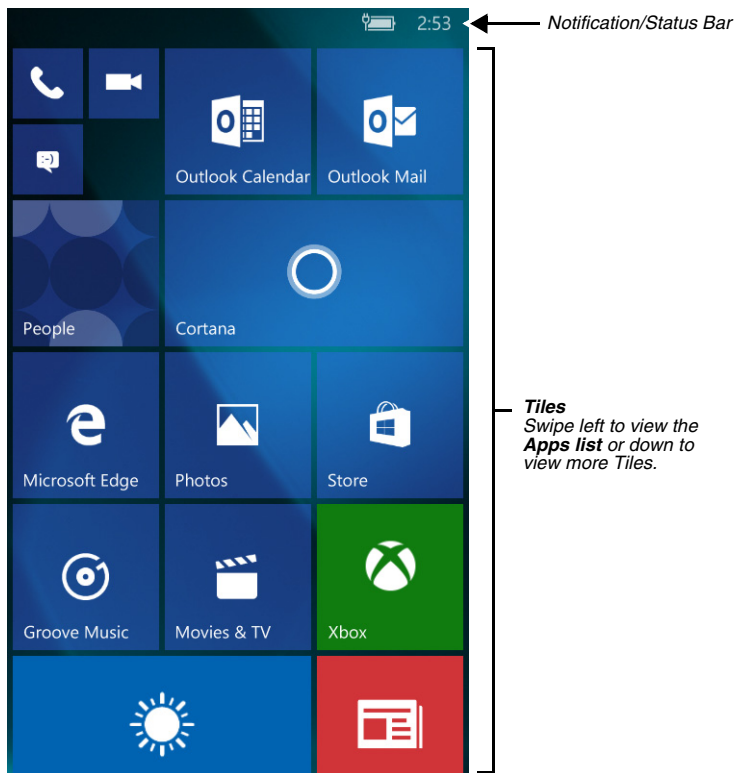 2:53
Notification/Status Bar
:-)
Outlook Calendar
Outlook Mail
People
Cortana
Tiles
Swipe left to view the
Apps list or down to
view more Tiles.
Microsoft Edge
Photos
Store
Groove Music
Movies & TV
Xbox